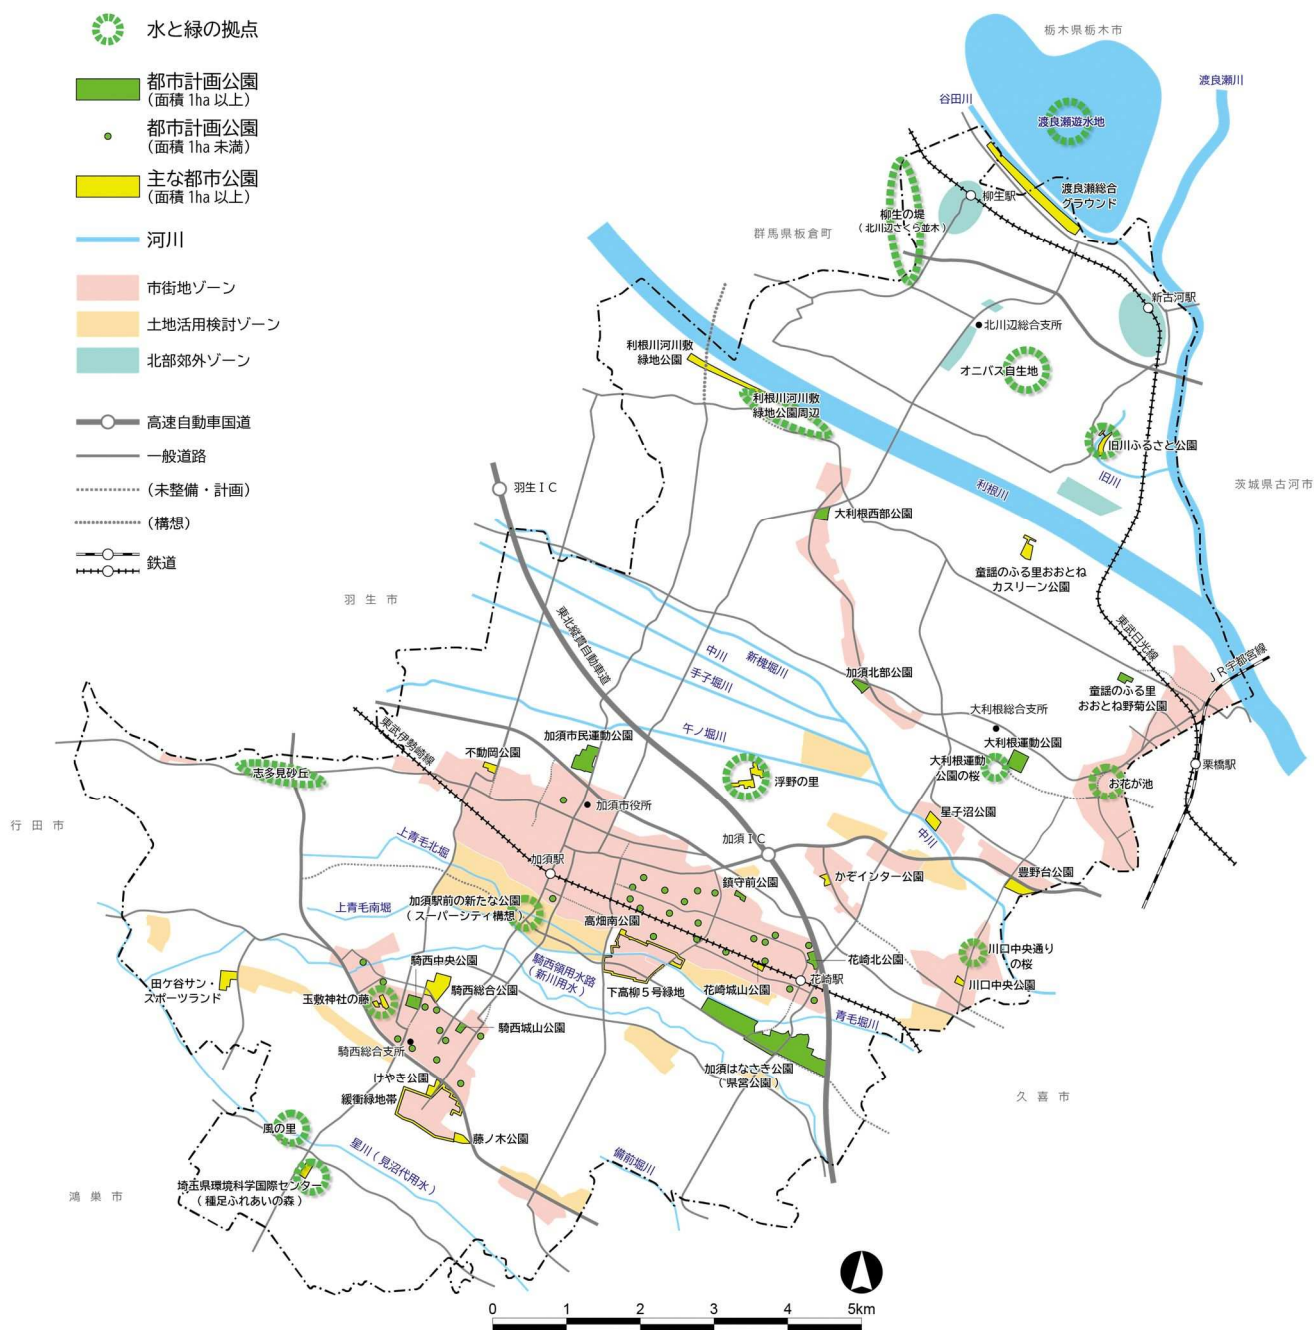 水と緑の拠点
都市計画公園
(面積 1ha 以上)
都市計画公園
(面積 1ha 未満)
主な都市公園
(面積 1ha 以上)
河川
市街地ゾーン
土地活用検討ゾーン
北部郊外ゾーン
高速自動車国道
一般道路
(未整備・計画)
(構想)
鉄道
栃木県栃木市
渡良瀬川
谷田川
渡良瀬遊水地
渡良瀬総合
グラウンド
柳生駅
柳生の堤
(北川辺さくら並木)
群馬県板倉町
新古河駅
北川辺総合支所
利根川河川敷
緑地公園
オニバス自生地
利根川河川敷
緑地公園周辺
旧川ふるさと公園
旧川
利根川
茨城県古河市
羽生IC
大利根西部公園
童謡のふる里おおとね
カスリーン公園
羽生市
東北縦貫自動車道
中川
新槐堀川
手子堀川
東武日光線
JR宇都宮線
加須北部公園
童謡のふる里
おおとね野菊公園
大利根総合支所
午ノ堀川
東武伊勢崎線
加須市民運動公園
不動岡公園
大利根運動公園
大利根運動
公園の桜
栗橋駅
志多見砂丘
浮野の里
お花が池
加須市役所
星子沼公園
行田市
上青毛北堀
加須IC
中川
加須駅
鎮守前公園
かぞインター公園
豊野台公園
上青毛南堀
加須駅前の新たな公園
(スーパーシティ構想)
高畑南公園
川口中央通り
の桜
騎西中央公園
騎西領用水路
(新川用水)
花崎北公園
花崎駅
田ケ谷サン・
スポーツランド
騎西総合公園
下高柳5号緑地
花崎城山公園
川口中央公園
玉敷神社の藤
青毛堀川
騎西城山公園
騎西総合支所
加須はなさき公園
(県営公園)
けやき公園
緩衝緑地帯
久喜市
風の里
藤ノ木公園
星川(見沼代用水)
備前堀川
埼玉県環境科学国際センター
(種足ふれあいの森)
鴻巣市
0 1 2 3 4 5km